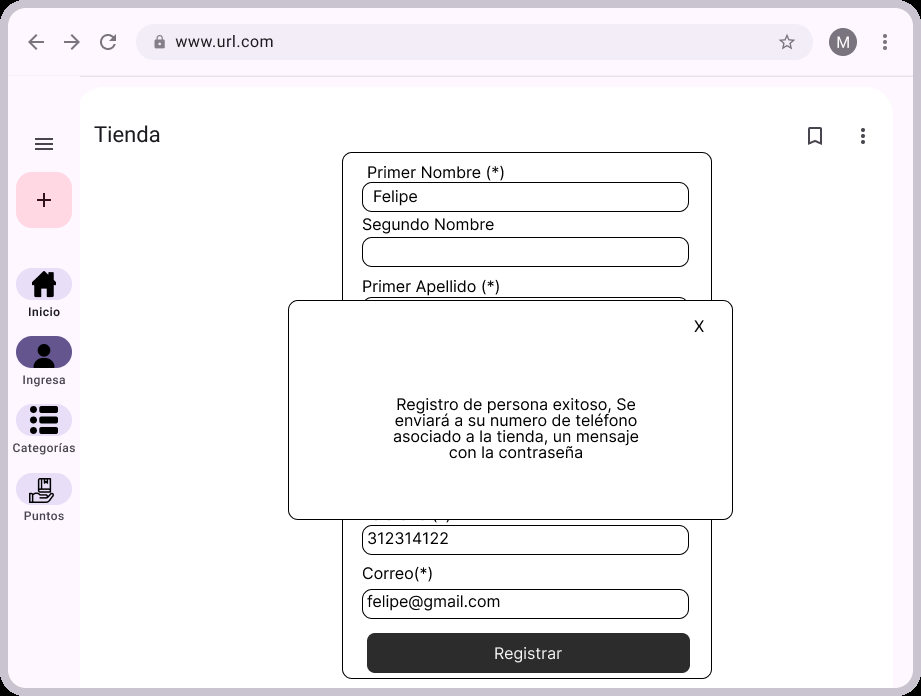 www.url.com
M
Tienda
Primer Nombre (*)
Felipe
Segundo Nombre
Primer Apellido (*)
X
Registro de persona exitoso, Se
enviará a su numero de teléfono
asociado a la tienda, un mensaje
con la contraseña
312314122
Correo(*)
felipe@gmail.com
Registrar
Inicio
Ingresa
Categorías
Puntos